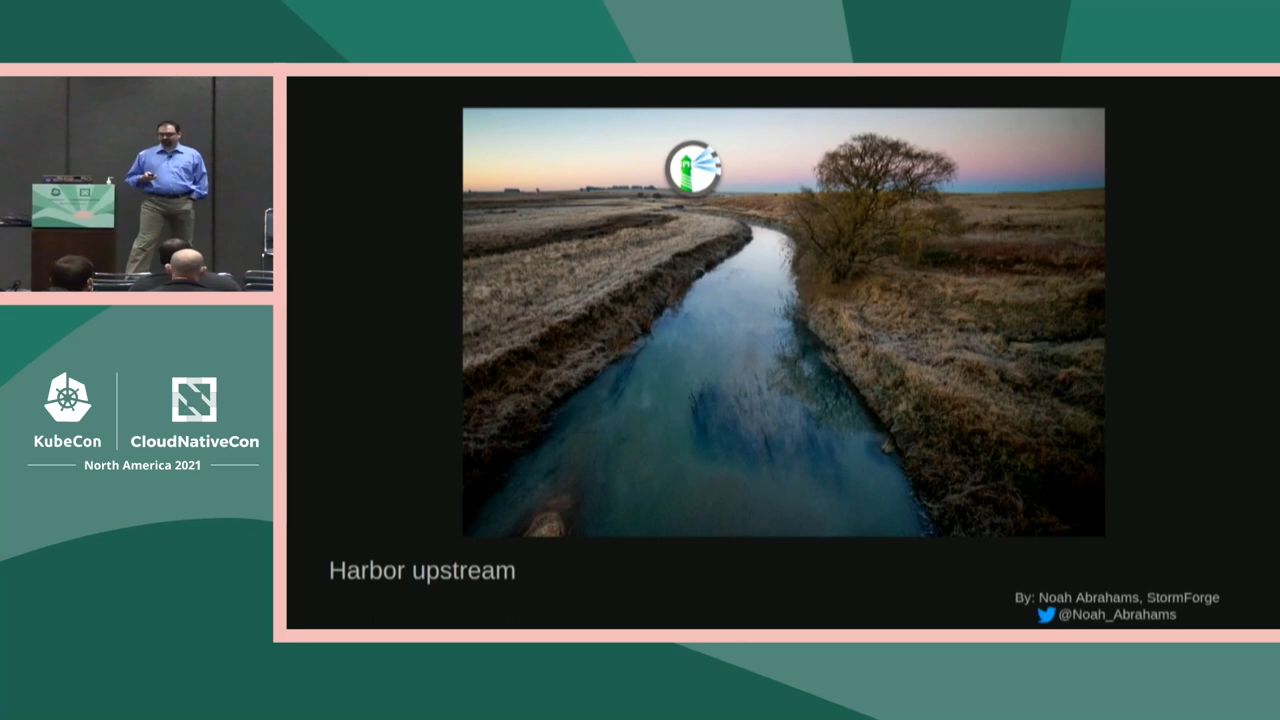 KubeCon
CloudNativeCon
North America 2021
Harbor upstream
By: Noah Abrahams, StormForge
@Noah_Abrahams